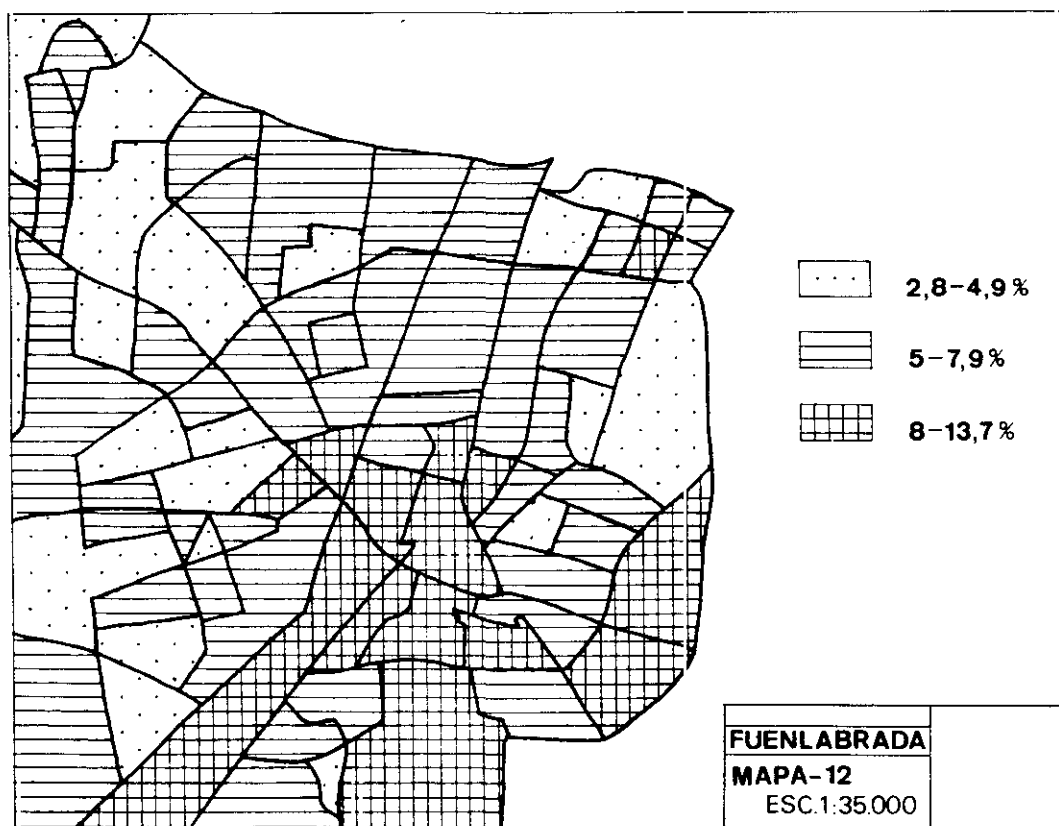 2,8-4,9%
5-7,9%
8-13,7%
FUENLABRADA
MAPA-12
ESC.1:35.000